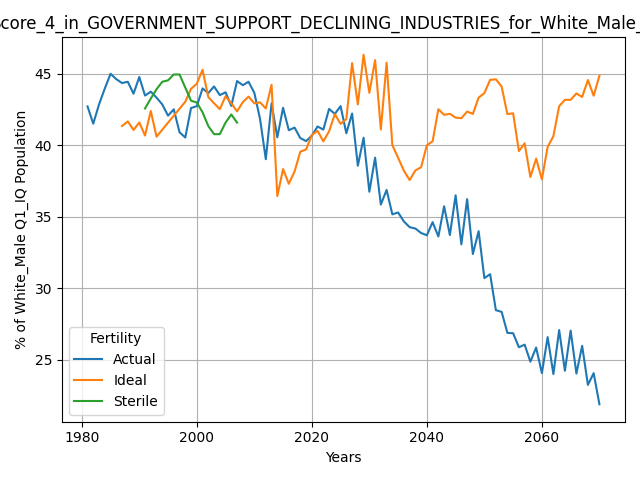 core_4_in_GOVERNMENT_SUPPORT_DECLINING_INDUSTRIES_for_White_Male_
% of White_Male Q1_IQ Population
45
40
35
30
25
Fertility
Actual
Ideal
Sterile
1980
2000
2020
2040
2060
Years